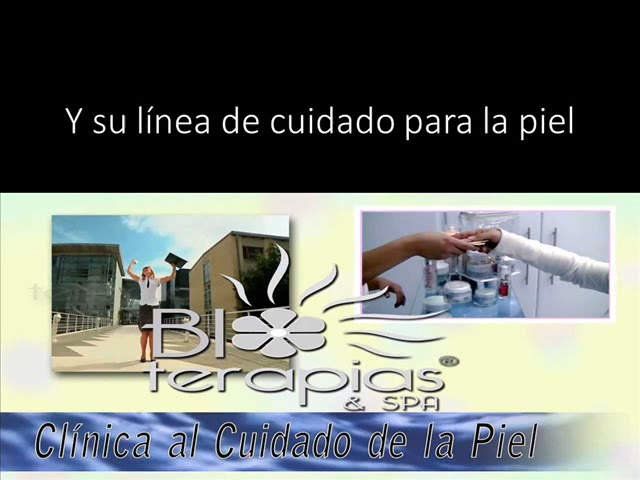 Y su línea de cuidado para la piel
BIO
terapias®
& SPA
Clínica al Cuidado de la Piel